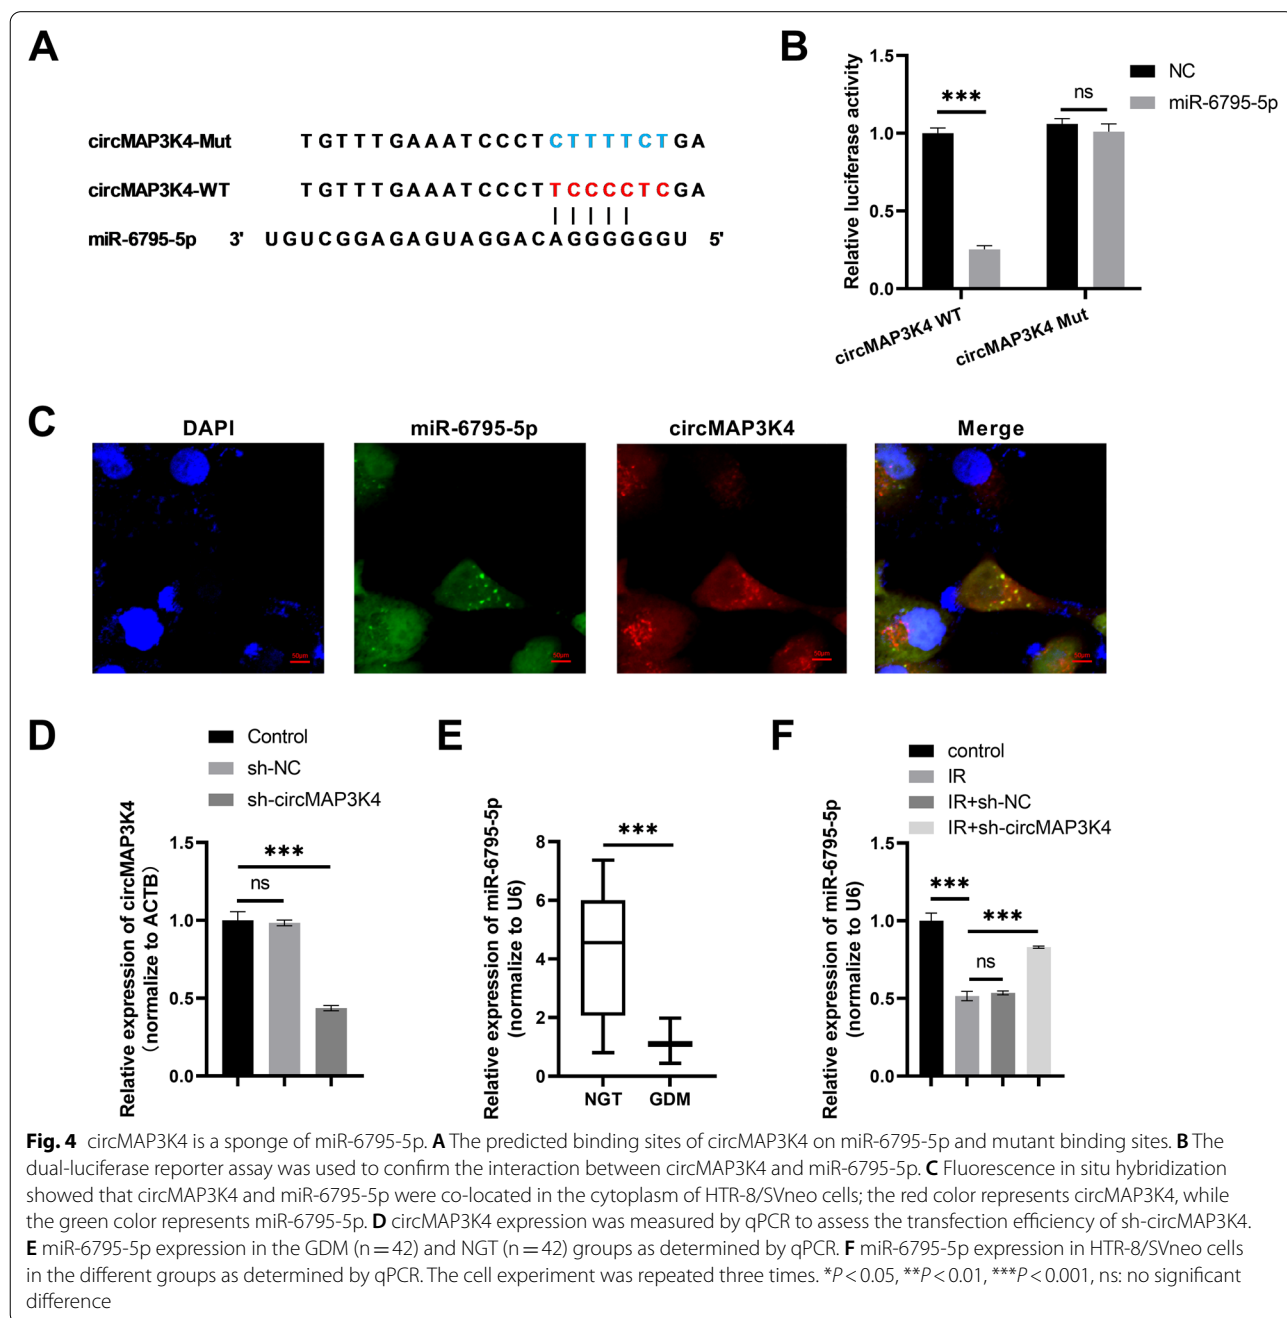 A
circMAP3K4-Mut TGTTTGAAATCCCTCTTTTCTGA
circMAP3K4-WT TGTTTGAAATCCCTTCCCCTCGA
miR-6795-5p 3' UGUCGGAGAGUAGGACAGGGGGGU 5'
B
NC
miR-6795-5p
Relative luciferase activity
1.5
1.0
0.5
0.0
***
ns
circMAP3K4 WT
circMAP3K4 Mut
C
DAPI miR-6795-5p circMAP3K4 Merge
50μm 50μm 50μm 50μm
D
Control
sh-NC
sh-circMAP3K4
Relative expression of circMAP3K4
(normalize to ACTB)
1.5
1.0
0.5
0.0
***
ns
E
Relative expression of miR-6795-5p
(normalize to U6)
8
6
4
2
0
***
NGT GDM
F
control
IR
IR+sh-NC
IR+sh-circMAP3K4
Relative expression of miR-6795-5p
(normalize to U6)
1.5
1.0
0.5
0.0
***
***
ns
Fig. 4 circMAP3K4 is a sponge of miR-6795-5p. A The predicted binding sites of circMAP3K4 on miR-6795-5p and mutant binding sites. B The
dual-luciferase reporter assay was used to confirm the interaction between circMAP3K4 and miR-6795-5p. C Fluorescence in situ hybridization
showed that circMAP3K4 and miR-6795-5p were co-located in the cytoplasm of HTR-8/SVneo cells; the red color represents circMAP3K4, while
the green color represents miR-6795-5p. D circMAP3K4 expression was measured by qPCR to assess the transfection efficiency of sh-circMAP3K4.
E miR-6795-5p expression in the GDM (n = 42) and NGT (n = 42) groups as determined by qPCR. F miR-6795-5p expression in HTR-8/SVneo cells
in the different groups as determined by qPCR. The cell experiment was repeated three times. *P < 0.05, **P < 0.01, ***P < 0.001, ns: no significant
difference